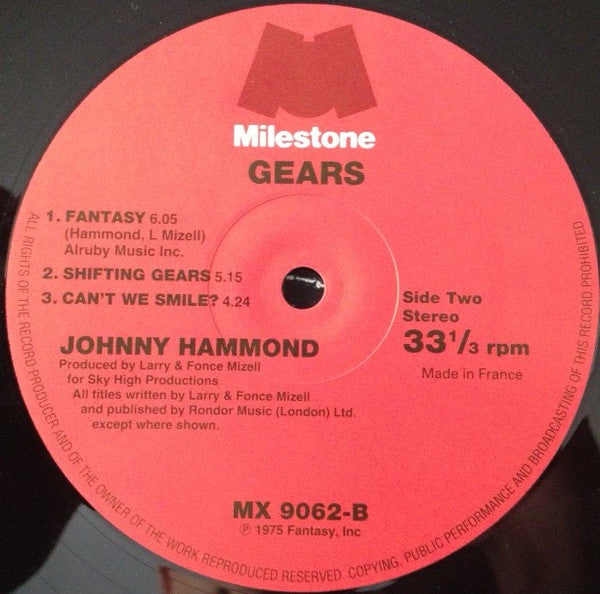 Milestone
GEARS
1. FANTASY 6.05
(Hammond, L Mizell)
Alruby Music Inc.
2. SHIFTING GEARS 5.15
3. CAN'T WE SMILE? 4.24
Side Two
Stereo
33 1/3 rpm
Made in France
JOHNNY HAMMOND
Produced by Larry & Fonce Mizell
for Sky High Productions
All titles written by Larry & Fonce Mizell
and published by Rondor Music (London) Ltd.
except where shown.
MX 9062-B
℗ 1975 Fantasy, Inc
ALL RIGHTS OF THE RECORD PRODUCER AND OF THE OWNER OF THE WORK REPRODUCED RESERVED. COPYING, PUBLIC PERFORMANCE AND BROADCASTING OF THIS RECORD PROHIBITED